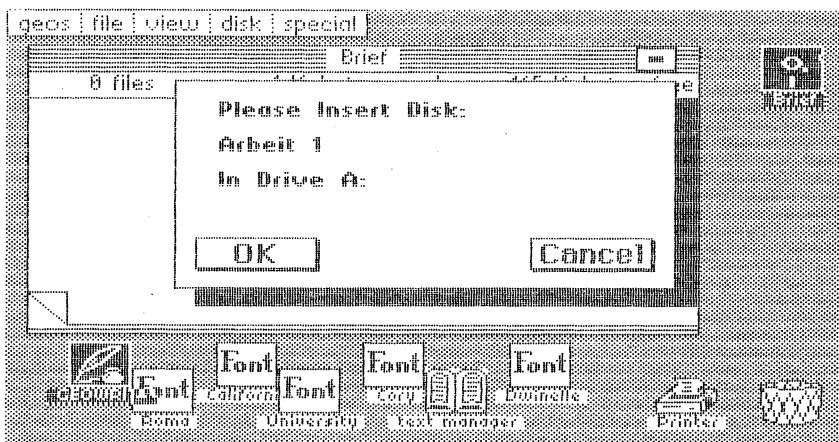 geos file view disk special
Brief
0 files
Please Insert Disk:
Arbeit 1
In Drive A:
OK Cancel
Font Font Font
Font Font
Californ Cory Dwinelle
Roma University text manager Printer